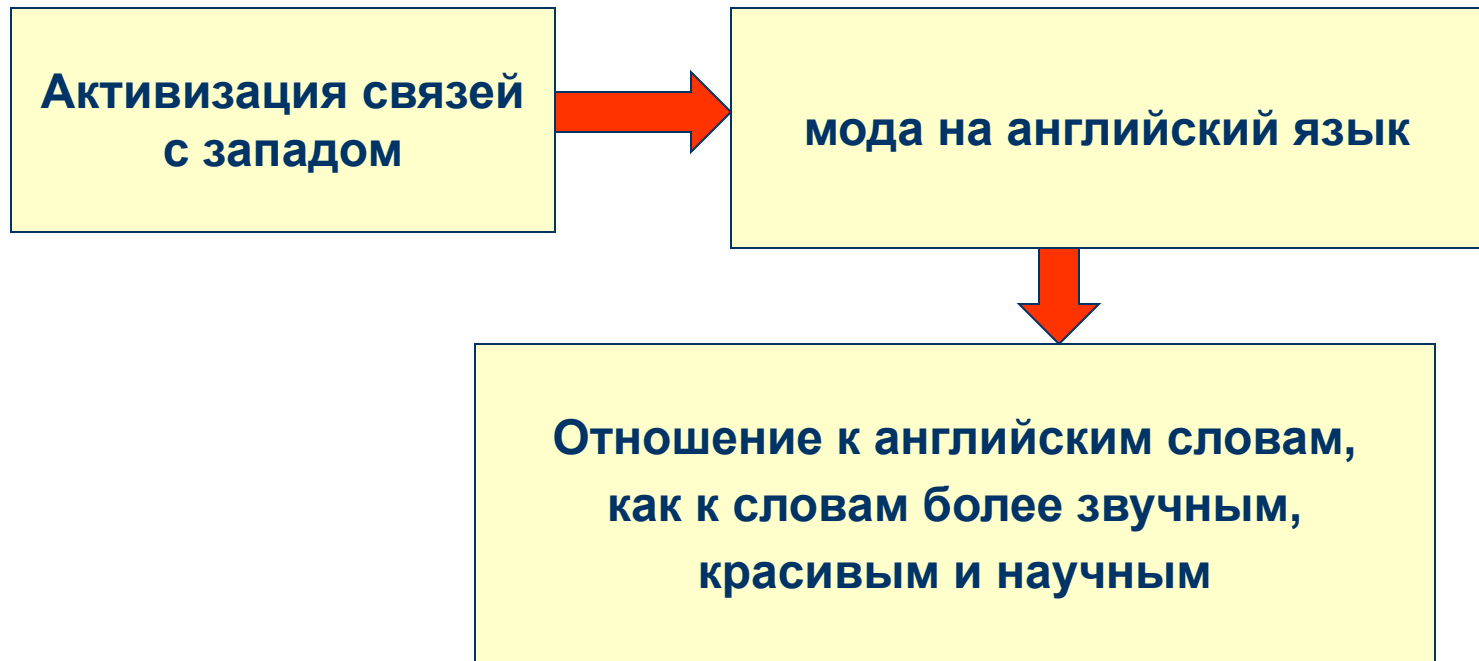 Активизация связей
с западом
мода на английский язык
Отношение к английским словам,
как к словам более звучным,
красивым и научным